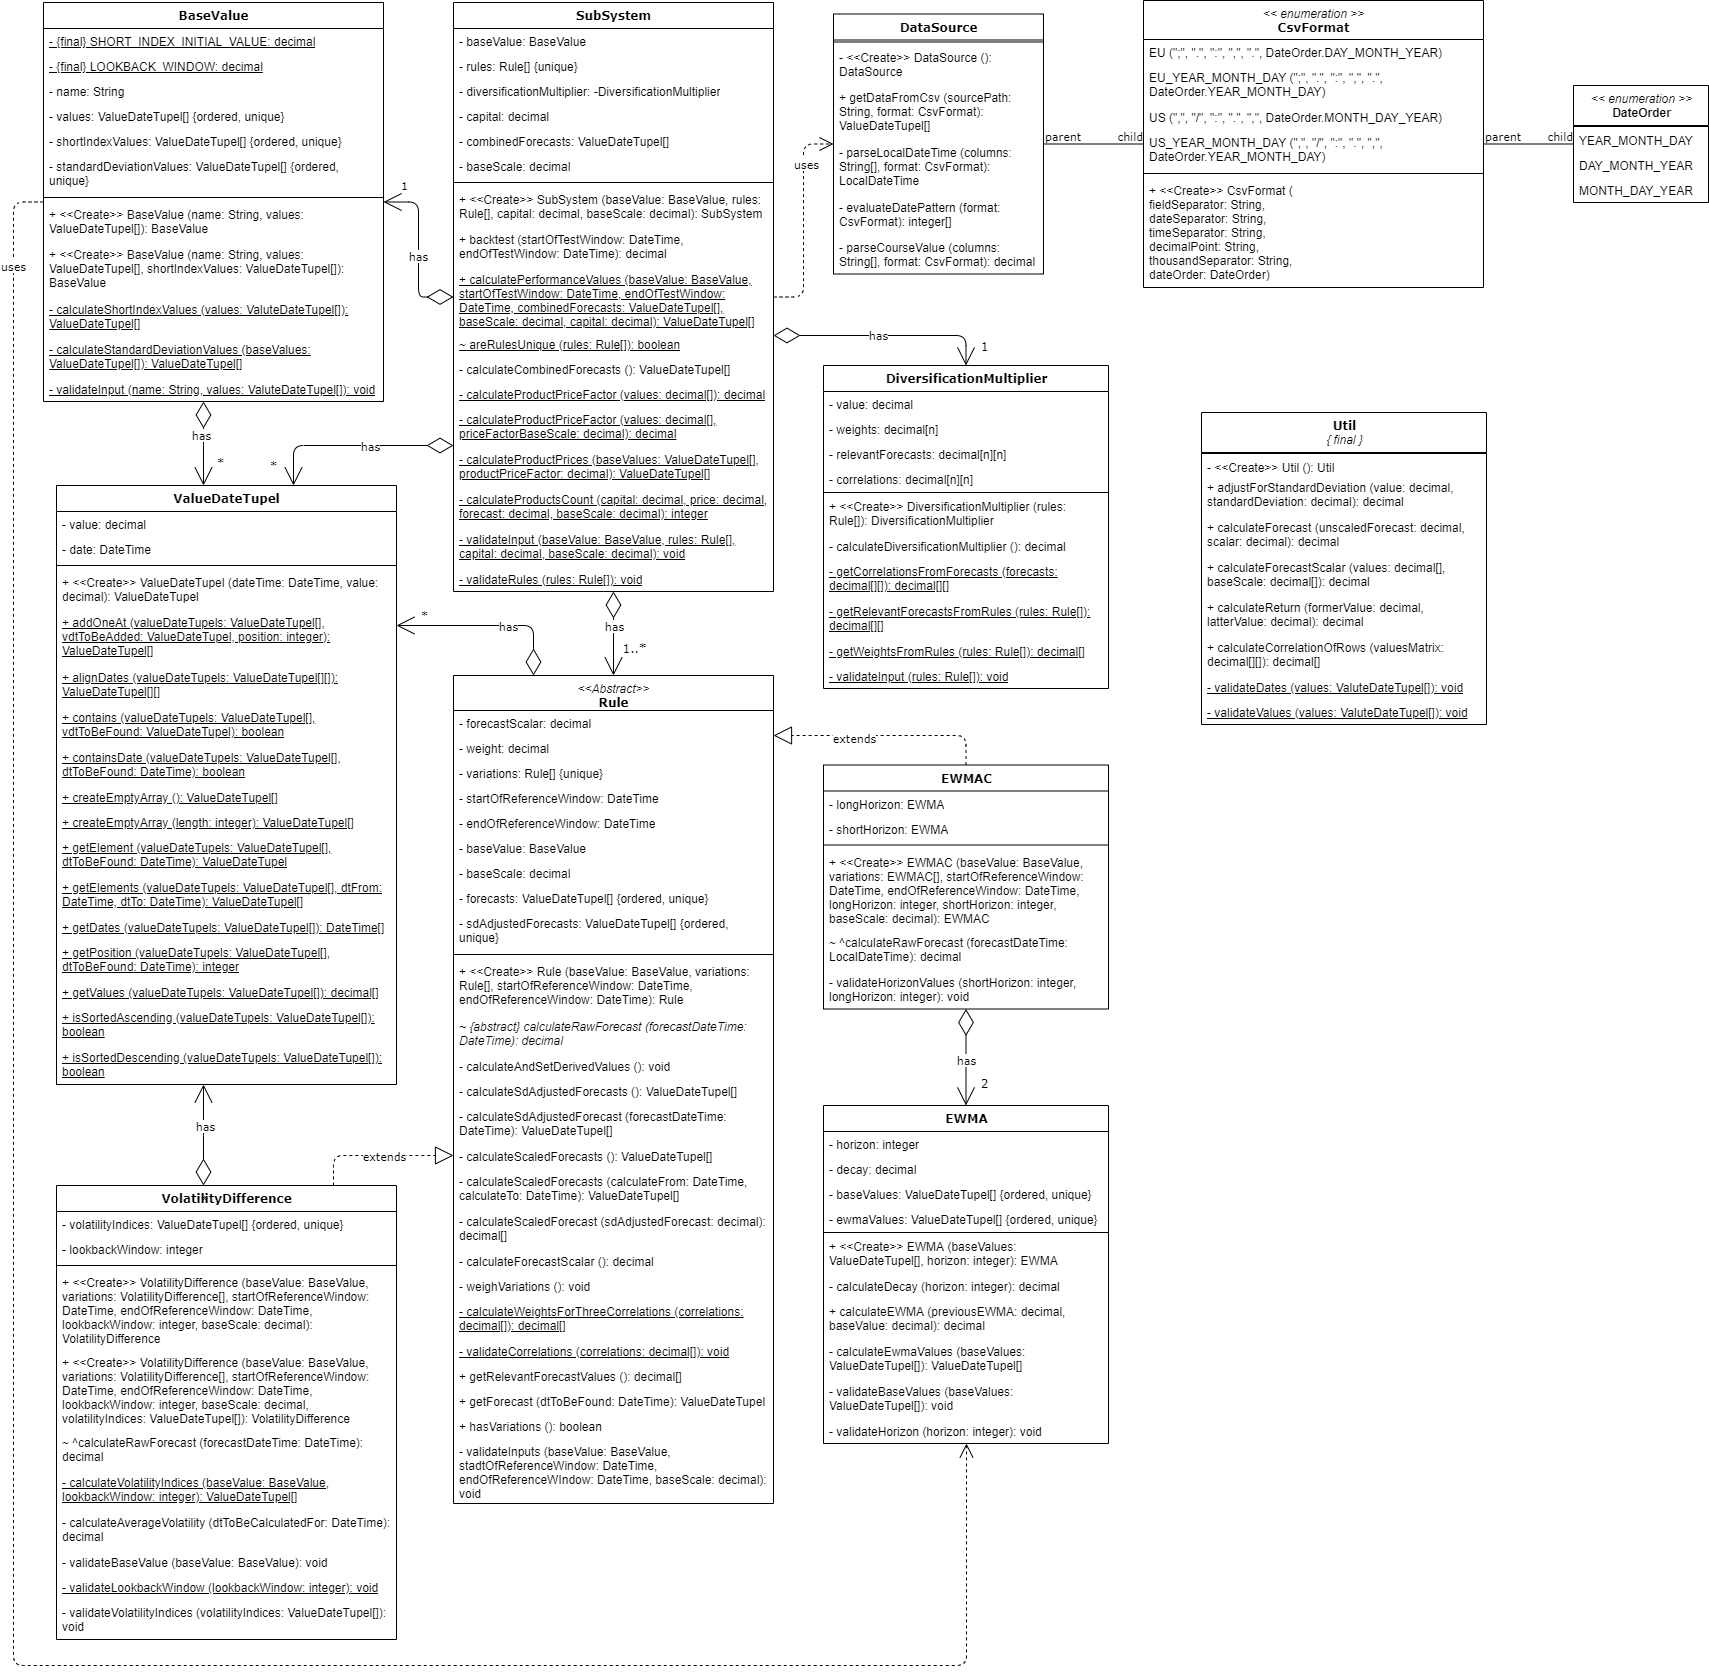 BaseValue
- {final} SHORT_INDEX_INITIAL_VALUE: decimal
- {final} LOOKBACK_WINDOW: decimal
- name: String
- values: ValueDateTupel[] {ordered, unique}
- shortIndexValues: ValueDateTupel[] {ordered, unique}
- standardDeviationValues: ValueDateTupel[] {ordered,
unique}
+ <<Create>> BaseValue (name: String, values:
ValueDateTupel[]): BaseValue
+ <<Create>> BaseValue (name: String, values:
ValueDateTupel[], shortIndexValues: ValueDateTupel[]):
BaseValue
- calculateShortIndexValues (values: ValuteDateTupel[]):
ValueDateTupel[]
- calculateStandardDeviationValues (baseValues:
ValueDateTupel[]): ValueDateTupel[]
- validateInput (name: String, values: ValuteDateTupel[]): void
uses
has
*
1
has
has
*
SubSystem
- baseValue: BaseValue
- rules: Rule[] {unique}
- diversificationMultiplier: -DiversificationMultiplier
- capital: decimal
- combinedForecasts: ValueDateTupel[]
- baseScale: decimal
+ <<Create>> SubSystem (baseValue: BaseValue, rules:
Rule[], capital: decimal, baseScale: decimal): SubSystem
+ backtest (startOfTestWindow: DateTime,
endOfTestWindow: DateTime): decimal
+ calculatePerformanceValues (baseValue: BaseValue,
startOfTestWindow: DateTime, endOfTestWindow:
DateTime, combinedForecasts: ValueDateTupel[],
baseScale: decimal, capital: decimal): ValueDateTupel[]
~ areRulesUnique (rules: Rule[]): boolean
- calculateCombinedForecasts (): ValueDateTupel[]
- calculateProductPriceFactor (values: decimal[]): decimal
- calculateProductPriceFactor (values: decimal[],
priceFactorBaseScale: decimal): decimal
- calculateProductPrices (baseValues: ValueDateTupel[],
productPriceFactor: decimal): ValueDateTupel[]
- calculateProductsCount (capital: decimal, price: decimal,
forecast: decimal, baseScale: decimal): integer
- validateInput (baseValue: BaseValue, rules: Rule[],
capital: decimal, baseScale: decimal): void
- validateRules (rules: Rule[]): void
uses
has
1
has
1..*
has
*
DataSource
- <<Create>> DataSource ():
DataSource
+ getDataFromCsv (sourcePath:
String, format: CsvFormat):
ValueDateTupel[]
- parseLocalDateTime (columns:
String[], format: CsvFormat):
LocalDateTime
- evaluateDatePattern (format:
CsvFormat): integer[]
- parseCourseValue (columns:
String[], format: CsvFormat): decimal
parent
child
<< enumeration >>
CsvFormat
EU (";", ".", ":", ",", ".", DateOrder.DAY_MONTH_YEAR)
EU_YEAR_MONTH_DAY (";", ".", ":", ",", ".",
DateOrder.YEAR_MONTH_DAY)
US (",", "/", ":", ".", ",", DateOrder.MONTH_DAY_YEAR)
US_YEAR_MONTH_DAY (",", "/", ":", ".", ",",
DateOrder.YEAR_MONTH_DAY)
+ <<Create>> CsvFormat (
fieldSeparator: String,
dateSeparator: String,
timeSeparator: String,
decimalPoint: String,
thousandSeparator: String,
dateOrder: DateOrder)
parent
child
<< enumeration >>
DateOrder
YEAR_MONTH_DAY
DAY_MONTH_YEAR
MONTH_DAY_YEAR
DiversificationMultiplier
- value: decimal
- weights: decimal[n]
- relevantForecasts: decimal[n][n]
- correlations: decimal[n][n]
+ <<Create>> DiversificationMultiplier (rules:
Rule[]): DiversificationMultiplier
- calculateDiversificationMultiplier (): decimal
- getCorrelationsFromForecasts (forecasts:
decimal[][]): decimal[][]
- getRelevantForecastsFromRules (rules: Rule[]):
decimal[][]
- getWeightsFromRules (rules: Rule[]): decimal[]
- validateInput (rules: Rule[]): void
Util
{ final }
- <<Create>> Util (): Util
+ adjustForStandardDeviation (value: decimal,
standardDeviation: decimal): decimal
+ calculateForecast (unscaledForecast: decimal,
scalar: decimal): decimal
+ calculateForecastScalar (values: decimal[],
baseScale: decimal[]): decimal
+ calculateReturn (formerValue: decimal,
latterValue: decimal): decimal
+ calculateCorrelationOfRows (valuesMatrix:
decimal[][]): decimal[]
- validateDates (values: ValuteDateTupel[]): void
- validateValues (values: ValuteDateTupel[]): void
ValueDateTupel
- value: decimal
- date: DateTime
+ <<Create>> ValueDateTupel (dateTime: DateTime, value:
decimal): ValueDateTupel
+ addOneAt (valueDateTupels: ValueDateTupel[],
vdtToBeAdded: ValueDateTupel, position: integer):
ValueDateTupel[]
+ alignDates (valueDateTupels: ValueDateTupel[][]):
ValueDateTupel[][]
+ contains (valueDateTupels: ValueDateTupel[],
vdtToBeFound: ValueDateTupel): boolean
+ containsDate (valueDateTupels: ValueDateTupel[],
dtToBeFound: DateTime): boolean
+ createEmptyArray (): ValueDateTupel[]
+ createEmptyArray (length: integer): ValueDateTupel[]
+ getElement (valueDateTupels: ValueDateTupel[],
dtToBeFound: DateTime): ValueDateTupel
+ getElements (valueDateTupels: ValueDateTupel[], dtFrom:
DateTime, dtTo: DateTime): ValueDateTupel[]
+ getDates (valueDateTupels: ValueDateTupel[]): DateTime[]
+ getPosition (valueDateTupels: ValueDateTupel[],
dtToBeFound: DateTime): integer
+ getValues (valueDateTupels: ValueDateTupel[]): decimal[]
+ isSortedAscending (valueDateTupels: ValueDateTupel[]):
boolean
+ isSortedDescending (valueDateTupels: ValueDateTupel[]):
boolean
has
extends
<<Abstract>>
Rule
- forecastScalar: decimal
- weight: decimal
- variations: Rule[] {unique}
- startOfReferenceWindow: DateTime
- endOfReferenceWindow: DateTime
- baseValue: BaseValue
- baseScale: decimal
- forecasts: ValueDateTupel[] {ordered, unique}
- sdAdjustedForecasts: ValueDateTupel[] {ordered,
unique}
+ <<Create>> Rule (baseValue: BaseValue, variations:
Rule[], startOfReferenceWindow: DateTime,
endOfReferenceWindow: DateTime): Rule
~ {abstract} calculateRawForecast (forecastDateTime:
DateTime): decimal
- calculateAndSetDerivedValues (): void
- calculateSdAdjustedForecasts (): ValueDateTupel[]
- calculateSdAdjustedForecast (forecastDateTime:
DateTime): ValueDateTupel[]
- calculateScaledForecasts (): ValueDateTupel[]
- calculateScaledForecasts (calculateFrom: DateTime,
calculateTo: DateTime): ValueDateTupel[]
- calculateScaledForecast (sdAdjustedForecast: decimal):
decimal[]
- calculateForecastScalar (): decimal
- weighVariations (): void
- calculateWeightsForThreeCorrelations (correlations:
decimal[]): decimal[]
- validateCorrelations (correlations: decimal[]): void
+ getRelevantForecastValues (): decimal[]
+ getForecast (dtToBeFound: DateTime): ValueDateTupel
+ hasVariations (): boolean
- validateInputs (baseValue: BaseValue,
stadtOfReferenceWindow: DateTime,
endOfReferenceWIndow: DateTime, baseScale: decimal):
void
extends
EWMAC
- longHorizon: EWMA
- shortHorizon: EWMA
+ <<Create>> EWMAC (baseValue: BaseValue,
variations: EWMAC[], startOfReferenceWindow:
DateTime, endOfReferenceWindow: DateTime,
longHorizon: integer, shortHorizon: integer,
baseScale: decimal): EWMAC
~ ^calculateRawForecast (forecastDateTime:
LocalDateTime): decimal
- validateHorizonValues (shortHorizon: integer,
longHorizon: integer): void
has
2
EWMA
- horizon: integer
- decay: decimal
- baseValues: ValueDateTupel[] {ordered, unique}
- ewmaValues: ValueDateTupel[] {ordered, unique}
+ <<Create>> EWMA (baseValues:
ValueDateTupel[], horizon: integer): EWMA
- calculateDecay (horizon: integer): decimal
+ calculateEWMA (previousEWMA: decimal,
baseValue: decimal): decimal
- calculateEwmaValues (baseValues:
ValueDateTupel[]): ValueDateTupel[]
- validateBaseValues (baseValues:
ValueDateTupel[]): void
- validateHorizon (horizon: integer): void
VolatilityDifference
- volatilityIndices: ValueDateTupel[] {ordered, unique}
- lookbackWindow: integer
+ <<Create>> VolatilityDifference (baseValue: BaseValue,
variations: VolatilityDifference[], startOfReferenceWindow:
DateTime, endOfReferenceWindow: DateTime,
lookbackWindow: integer, baseScale: decimal):
VolatilityDifference
+ <<Create>> VolatilityDifference (baseValue: BaseValue,
variations: VolatilityDifference[], startOfReferenceWindow:
DateTime, endOfReferenceWindow: DateTime,
lookbackWindow: integer, baseScale: decimal,
volatilityIndices: ValueDateTupel[]): VolatilityDifference
~ ^calculateRawForecast (forecastDateTime: DateTime):
decimal
- calculateVolatilityIndices (baseValue: BaseValue,
lookbackWindow: integer): ValueDateTupel[]
- calculateAverageVolatility (dtToBeCalculatedFor: DateTime):
decimal
- validateBaseValue (baseValue: BaseValue): void
- validateLookbackWindow (lookbackWindow: integer): void
- validateVolatilityIndices (volatilityIndices: ValueDateTupel[]):
void